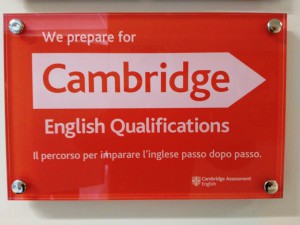 We prepare for
Cambridge
English Qualifications
Il percorso per imparare l'inglese passo dopo passo.
Cambridge Assessment
English